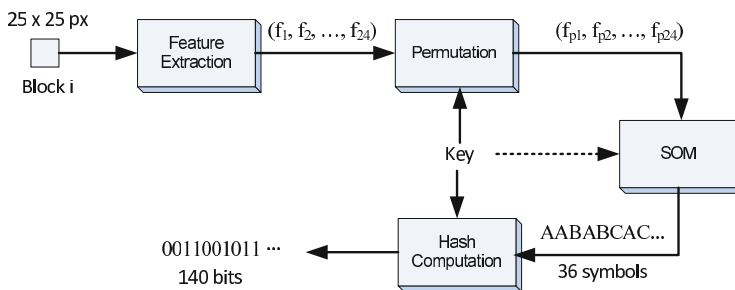 25 x 25 px
Block i
Feature
Extraction
(f1, f2, ..., f24)
Permutation
(fp1, fp2, ..., fp24)
Key
SOM
AABABCAC...
36 symbols
Hash
Computation
0011001011 ...
140 bits